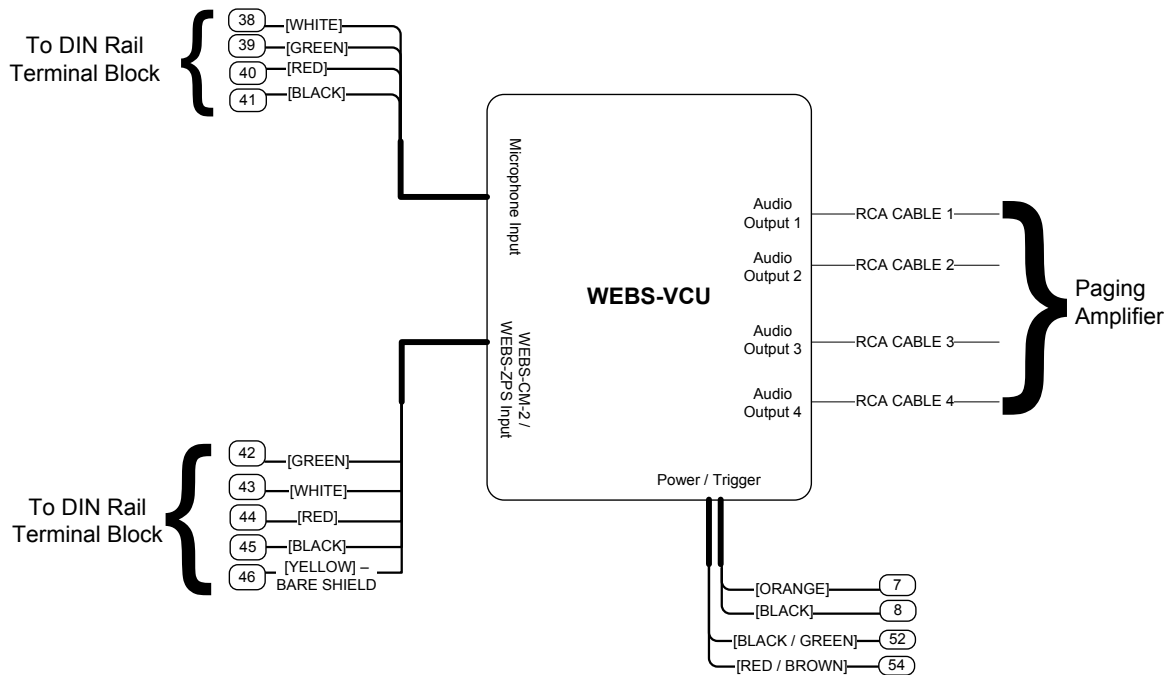 To DIN Rail
Terminal Block
38 [WHITE]
39 [GREEN]
40 [RED]
41 [BLACK]
Microphone Input
WEBS-CM-2 /
WEBS-ZPS Input
WEBS-VCU
Audio
Output 1
RCA CABLE 1
Audio
Output 2
RCA CABLE 2
Audio
Output 3
RCA CABLE 3
Audio
Output 4
RCA CABLE 4
Paging
Amplifier
To DIN Rail
Terminal Block
42 [GREEN]
43 [WHITE]
44 [RED]
45 [BLACK]
46 [YELLOW] –
BARE SHIELD
Power / Trigger
[ORANGE] 7
[BLACK] 8
[BLACK / GREEN] 52
[RED / BROWN] 54